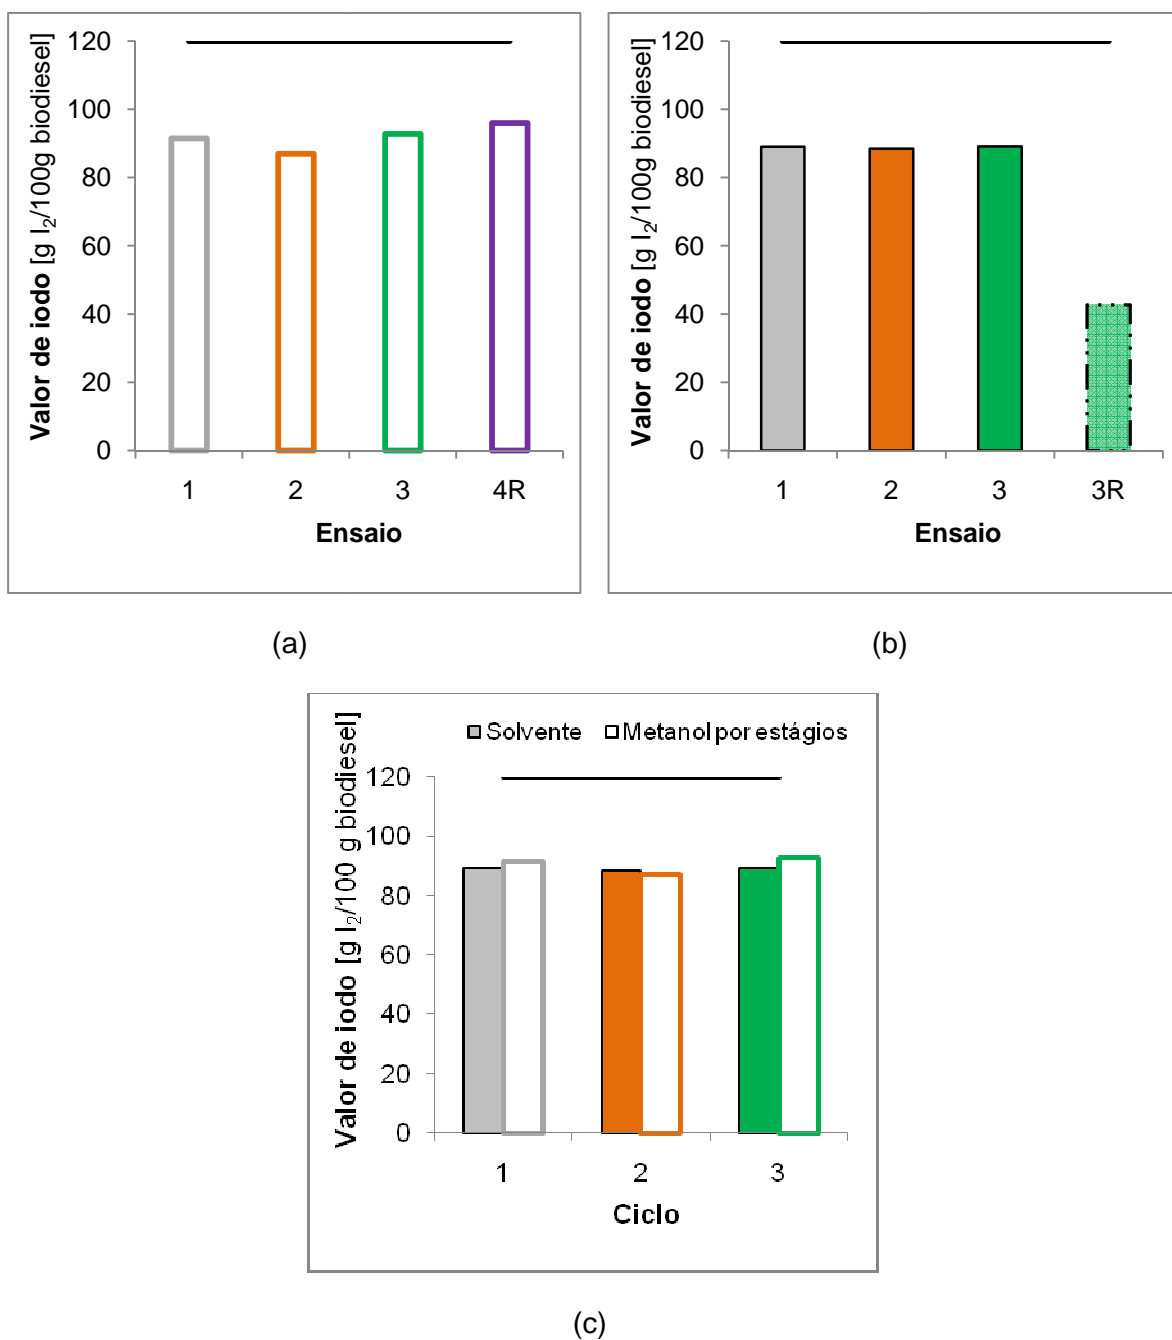 Valor de iodo [g I₂/100g biodiesel]
120
100
80
60
40
20
0
1 2 3 4R
Ensaio
(a)
Valor de iodo [g I₂/100g biodiesel]
120
100
80
60
40
20
0
1 2 3 3R
Ensaio
(b)
Valor de iodo [g I₂/100 g biodiesel]
Solvente Metanol por estágios
120
100
80
60
40
20
0
1 2 3
Ciclo
(c)